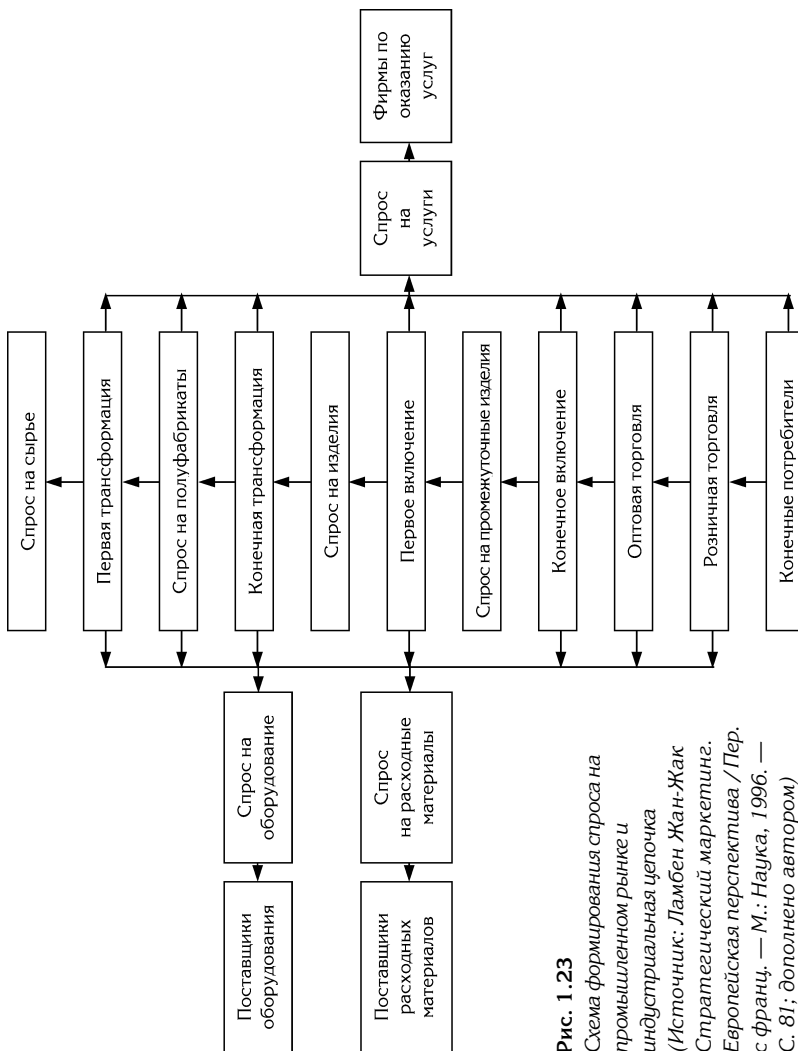 Спрос на сырье
Первая трансформация
Спрос на полуфабрикаты
Конечная трансформация
Спрос на изделия
Первое включение
Спрос на промежуточные изделия
Конечное включение
Оптовая торговля
Розничная торговля
Конечные потребители
Спрос
на
услуги
Фирмы по
оказанию
услуг
Спрос на
оборудование
Поставщики
оборудования
Спрос
на расходные
материалы
Поставщики
расходных
материалов
Рис. 1.23
Схема формирования спроса на
промышленном рынке и
индустриальная цепочка
(Источник: Ламбен Жан-Жак
Стратегический маркетинг.
Европейская перспектива / Пер.
с франц. — М.: Наука, 1996. —
С. 81; дополнено автором)